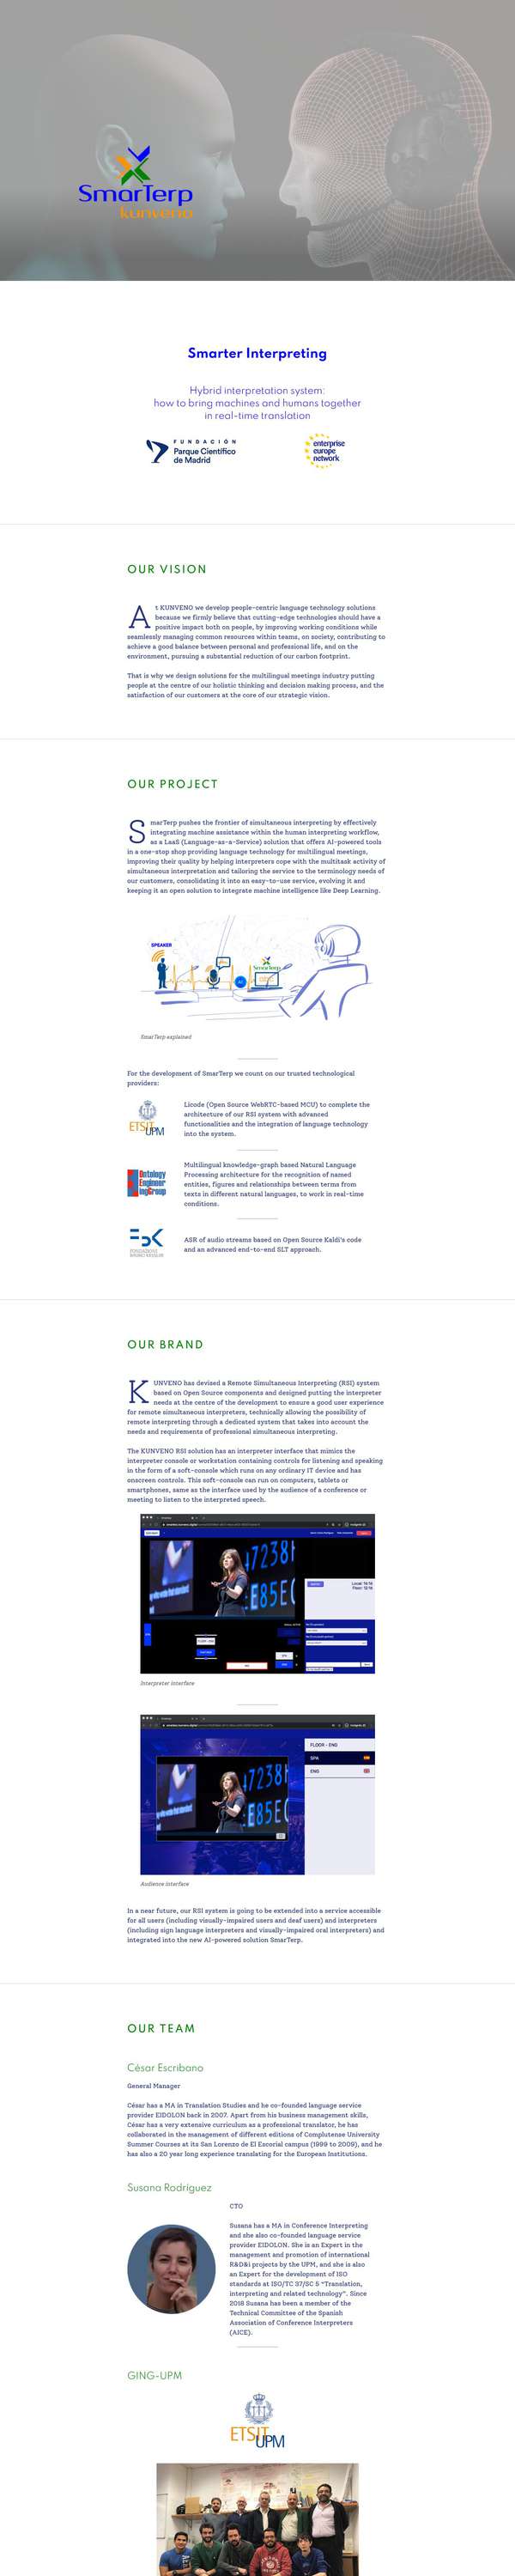 SmarTerp
kunveno
Smarter Interpreting
Hybrid interpretation system:
how to bring machines and humans together
in real-time translation
FUNDACIÓN
Parque Científico
de Madrid
enterprise
europe
network
OUR VISION
At KUNVENO we develop people-centric language technology solutions
because we firmly believe that cutting-edge technologies should have a
positive impact both on people, by improving working conditions while
seamlessly managing common resources within teams, on society, contributing to
achieve a good balance between personal and professional life, and on the
environment, pursuing a substantial reduction of our carbon footprint.
That is why we design solutions for the multilingual meetings industry putting
people at the centre of our holistic thinking and decision making process, and the
satisfaction of our customers at the core of our strategic vision.
OUR PROJECT
SmarTerp pushes the frontier of simultaneous interpreting by effectively
integrating machine assistance within the human interpreting workflow,
as a LaaS (Language-as-a-Service) solution that offers AI-powered tools
in a one-stop shop providing language technology for multilingual meetings,
improving their quality by helping interpreters cope with the multitask activity of
simultaneous interpretation and tailoring the service to the terminology needs of
our customers, consolidating it into an easy-to-use service, evolving it and
keeping it an open solution to integrate machine intelligence like Deep Learning.
SPEAKER
SmarTerp
SmarTerp explained
For the development of SmarTerp we count on our trusted technological
providers:
ETSIT
UPM
Licode (Open Source WebRTC-based MCU) to complete the
architecture of our RSI system with advanced
functionalities and the integration of language technology
into the system.
Ontology
Engineer
ingGroup
Multilingual knowledge-graph based Natural Language
Processing architecture for the recognition of named
entities, figures and relationships between terms from
texts in different natural languages, to work in real-time
conditions.
FBK
FONDAZIONE
BRUNO KESSLER
ASR of audio streams based on Open Source Kaldi's code
and an advanced end-to-end SLT approach.
OUR BRAND
KUNVENO has devised a Remote Simultaneous Interpreting (RSI) system
based on Open Source components and designed putting the interpreter
needs at the centre of the development to ensure a good user experience
for remote simultaneous interpreters, technically allowing the possibility of
remote interpreting through a dedicated system that takes into account the
needs and requirements of professional simultaneous interpreting.
The KUNVENO RSI solution has an interpreter interface that mimics the
interpreter console or workstation containing controls for listening and speaking
in the form of a soft-console which runs on any ordinary IT device and has
onscreen controls. This soft-console can run on computers, tablets or
smartphones, same as the interface used by the audience of a conference or
meeting to listen to the interpreted speech.
Interpreter interface
FLOOR - ENG
SPA
ENG
Audience interface
In a near future, our RSI system is going to be extended into a service accessible
for all users (including visually-impaired users and deaf users) and interpreters
(including sign language interpreters and visually-impaired oral interpreters) and
integrated into the new AI-powered solution SmarTerp.
OUR TEAM
César Escribano
General Manager
César has a MA in Translation Studies and he co-founded language service
provider EIDOLON back in 2007. Apart from his business management skills,
César has a very extensive curriculum as a professional translator, he has
collaborated in the management of different editions of Complutense University
Summer Courses at its San Lorenzo de El Escorial campus (1999 to 2009), and he
has also a 20 year long experience translating for the European Institutions.
Susana Rodríguez
CTO
Susana has a MA in Conference Interpreting
and she also co-founded language service
provider EIDOLON. She is an Expert in the
management and promotion of international
R&D&i projects by the UPM, and she is also
an Expert for the development of ISO
standards at ISO/TC 37/SC 5 "Translation,
interpreting and related technology". Since
2018 Susana has been a member of the
Technical Committee of the Spanish
Association of Conference Interpreters
(AICE).
GING-UPM
ETSIT
UPM